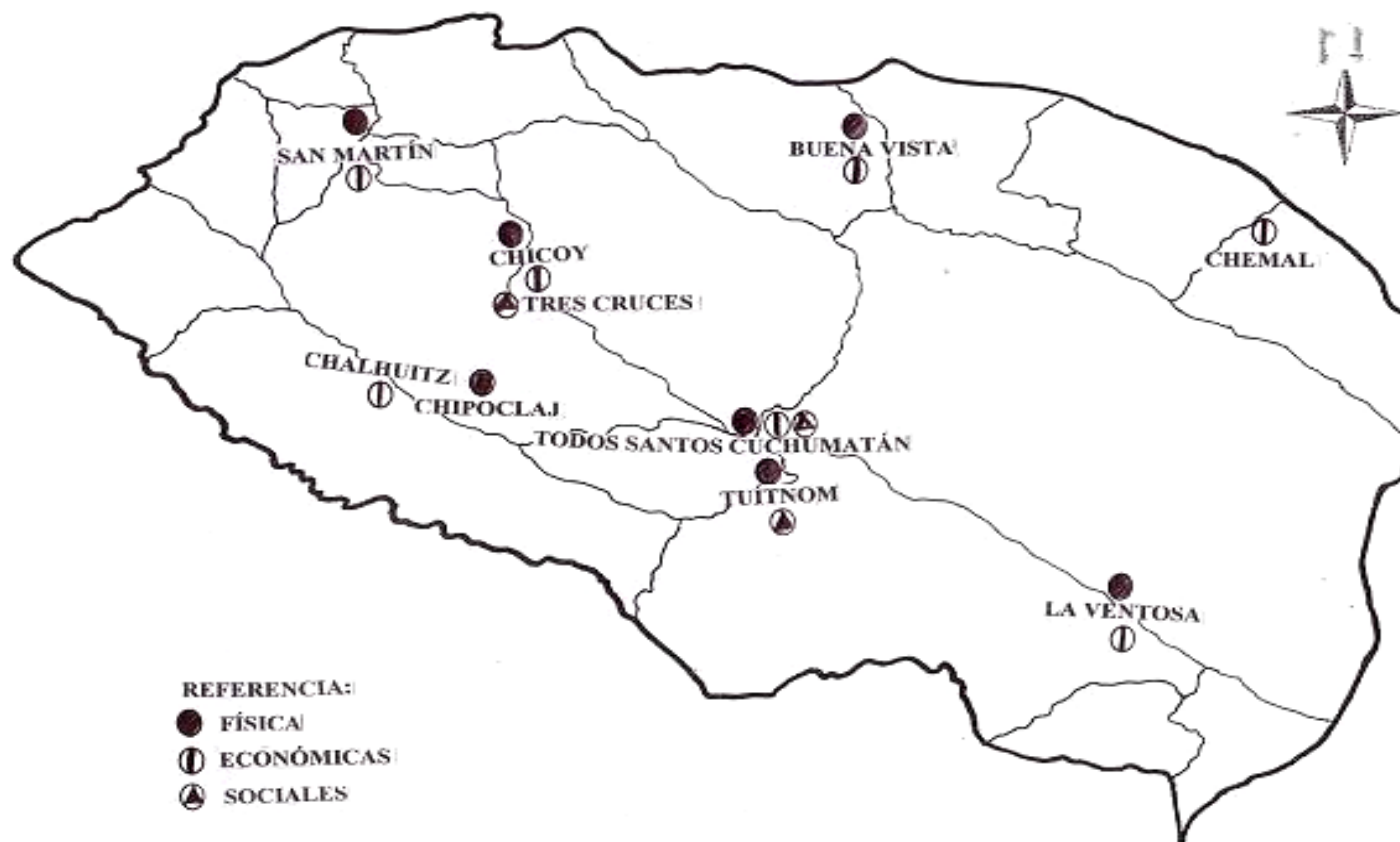 SAN MARTÍN
BUENA VISTA
CHICOY
CHEMAL
TRES CRUCES
CHALHUITZ
CHIPOCLAJ
TODOS SANTOS CUCHUMATÁN
TUÍTNOM
LA VENTOSA
REFERENCIA:
FÍSICA
ECONÓMICAS
SOCIALES